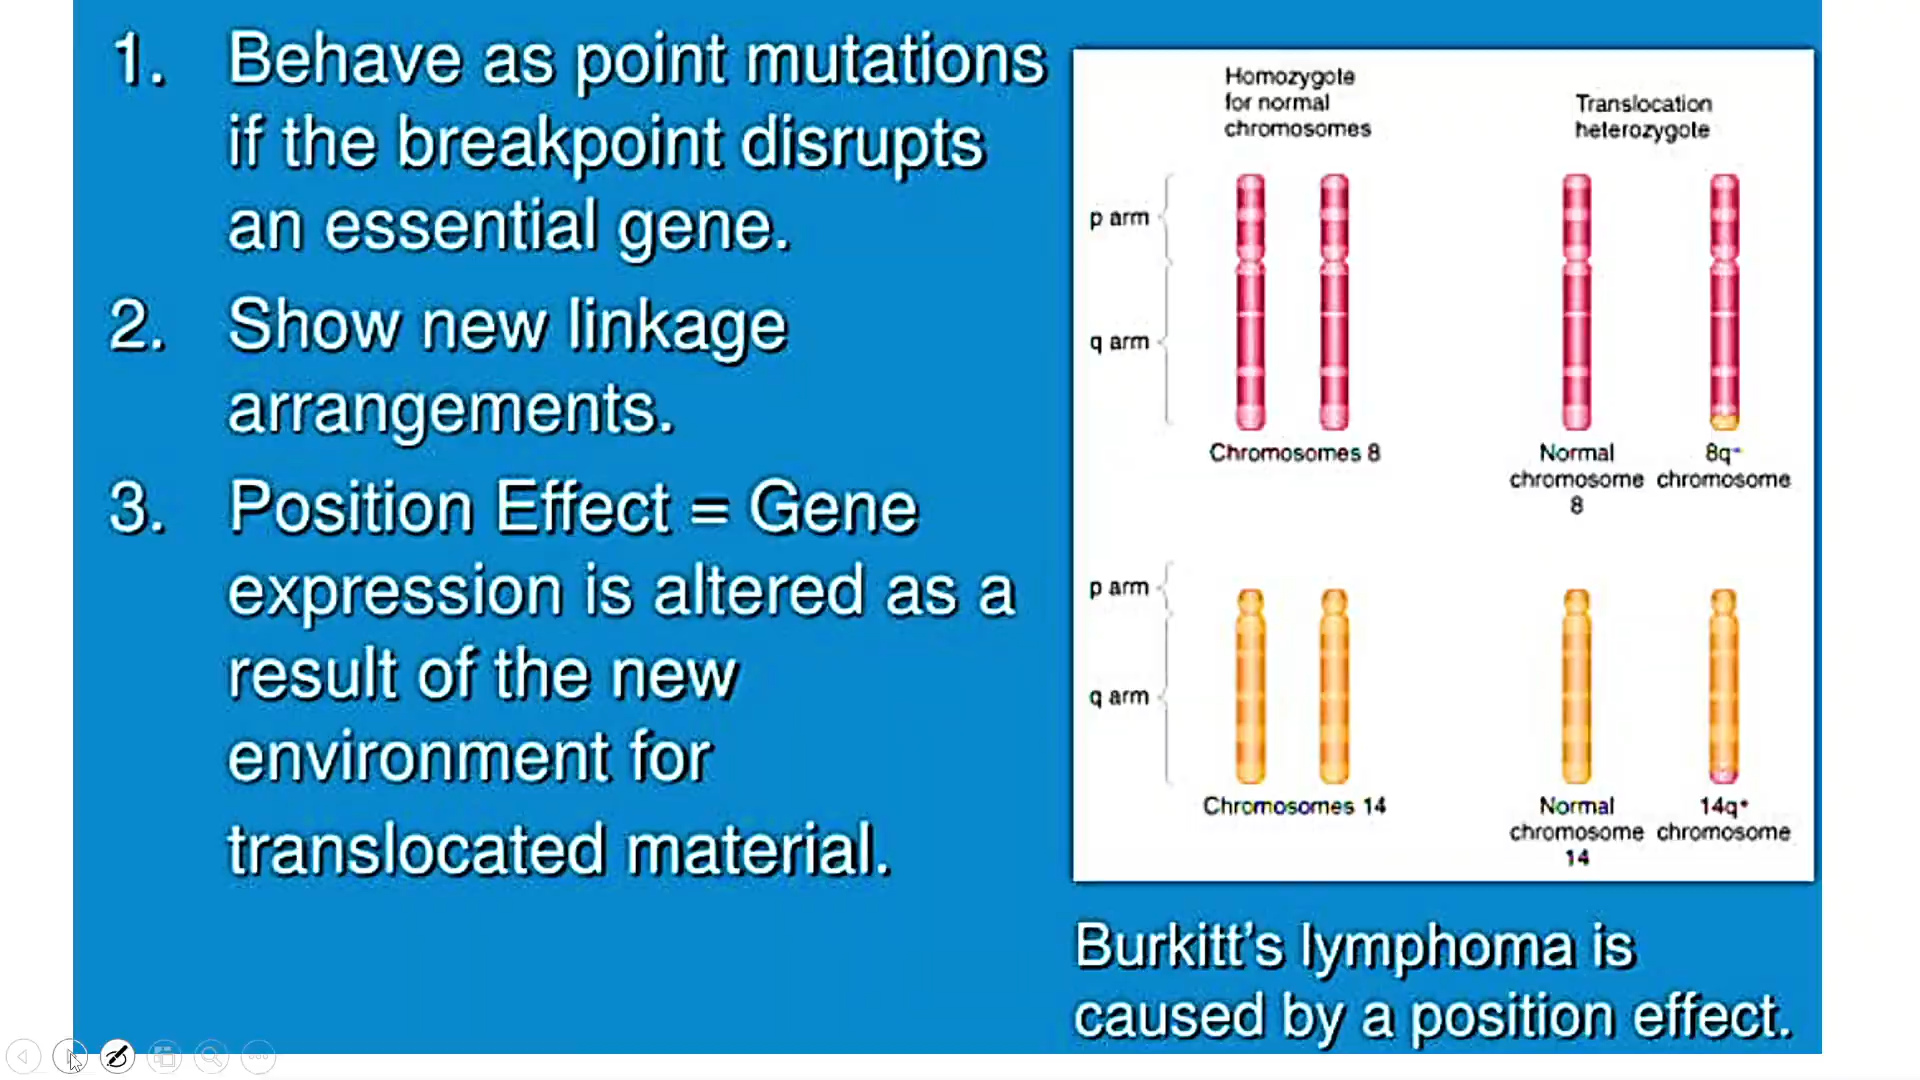 1. Behave as point mutations
if the breakpoint disrupts
an essential gene.
2. Show new linkage
arrangements.
3. Position Effect = Gene
expression is altered as a
result of the new
environment for
translocated material.
Homozygote
for normal
chromosomes
Translocation
heterozygote
p arm
q arm
Chromosomes 8
Normal
chromosome
8
8q⁻
chromosome
p arm
q arm
Chromosomes 14
Normal
chromosome
14
14q⁺
chromosome
Burkitt’s lymphoma is
caused by a position effect.